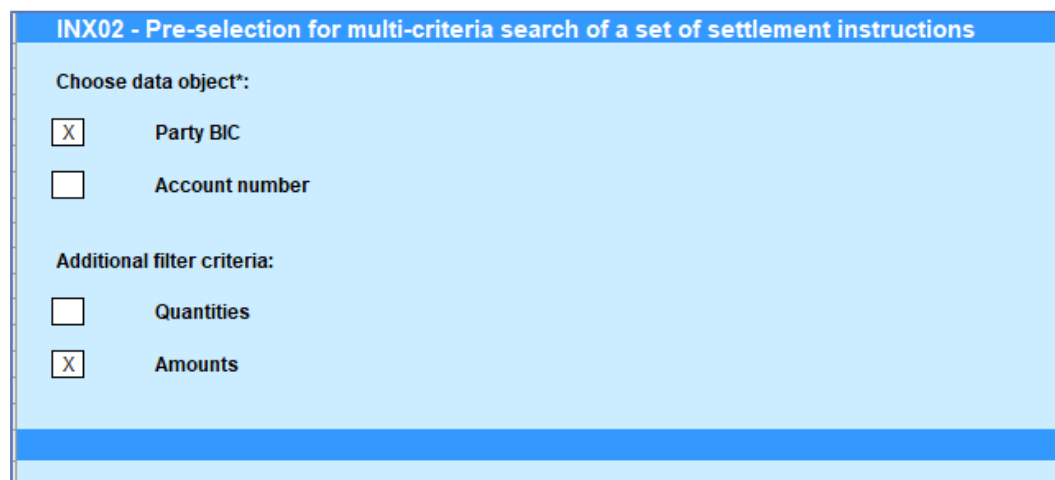 INX02 - Pre-selection for multi-criteria search of a set of settlement instructions
Choose data object*:
X Party BIC
Account number
Additional filter criteria:
Quantities
X Amounts